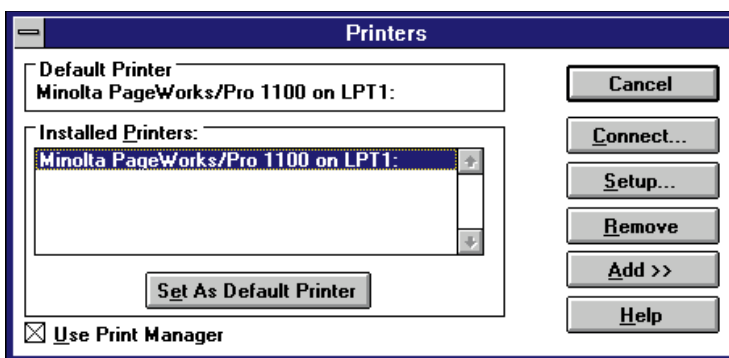 Printers
Default Printer
Minolta PageWorks/Pro 1100 on LPT1:
Installed Printers:
Minolta PageWorks/Pro 1100 on LPT1:
Set As Default Printer
Use Print Manager
Cancel
Connect...
Setup...
Remove
Add >>
Help